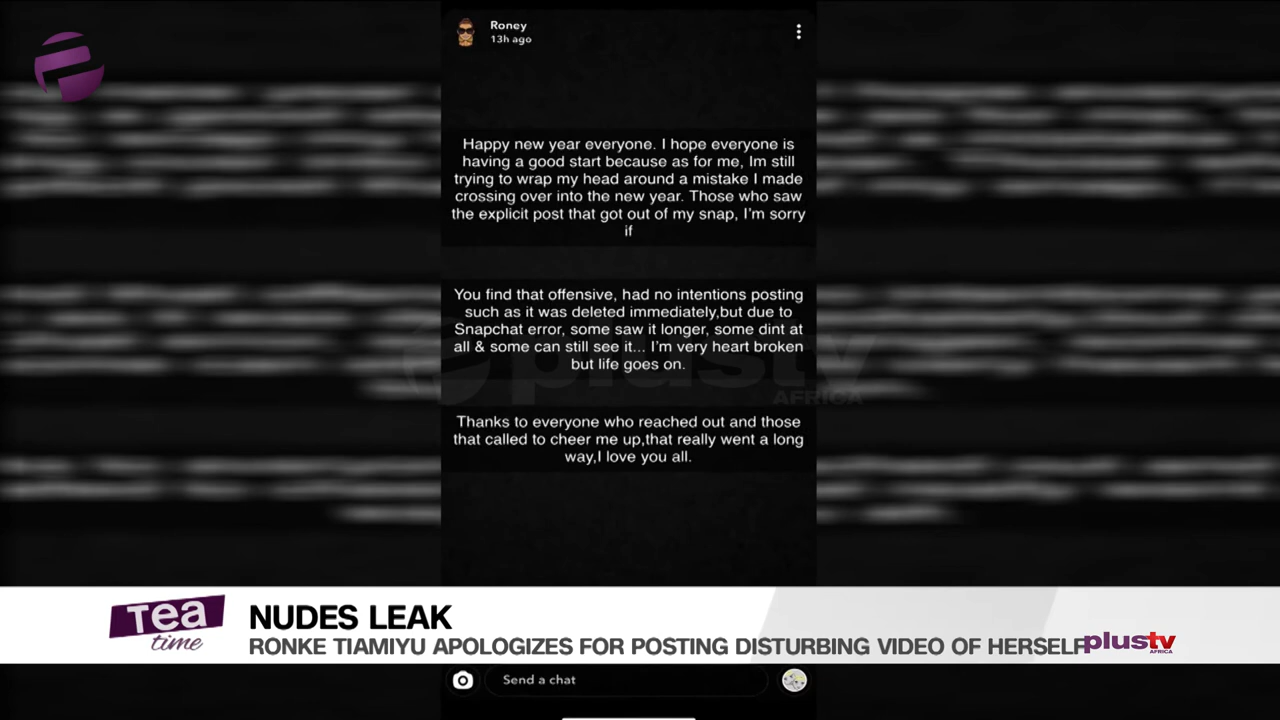 Roney
13h ago
Happy new year everyone. I hope everyone is
having a good start because as for me, Im still
trying to wrap my head around a mistake I made
crossing over into the new year. Those who saw
the explicit post that got out of my snap, I'm sorry
if
You find that offensive, had no intentions posting
such as it was deleted immediately,but due to
Snapchat error, some saw it longer, some dint at
all & some can still see it... I'm very heart broken
but life goes on.
plustv
AFRICA
Thanks to everyone who reached out and those
that called to cheer me up,that really went a long
way,I love you all.
Tea
time
NUDES LEAK
RONKE TIAMIYU APOLOGIZES FOR POSTING DISTURBING VIDEO OF HERSELF
plustv
AFRICA
Send a chat